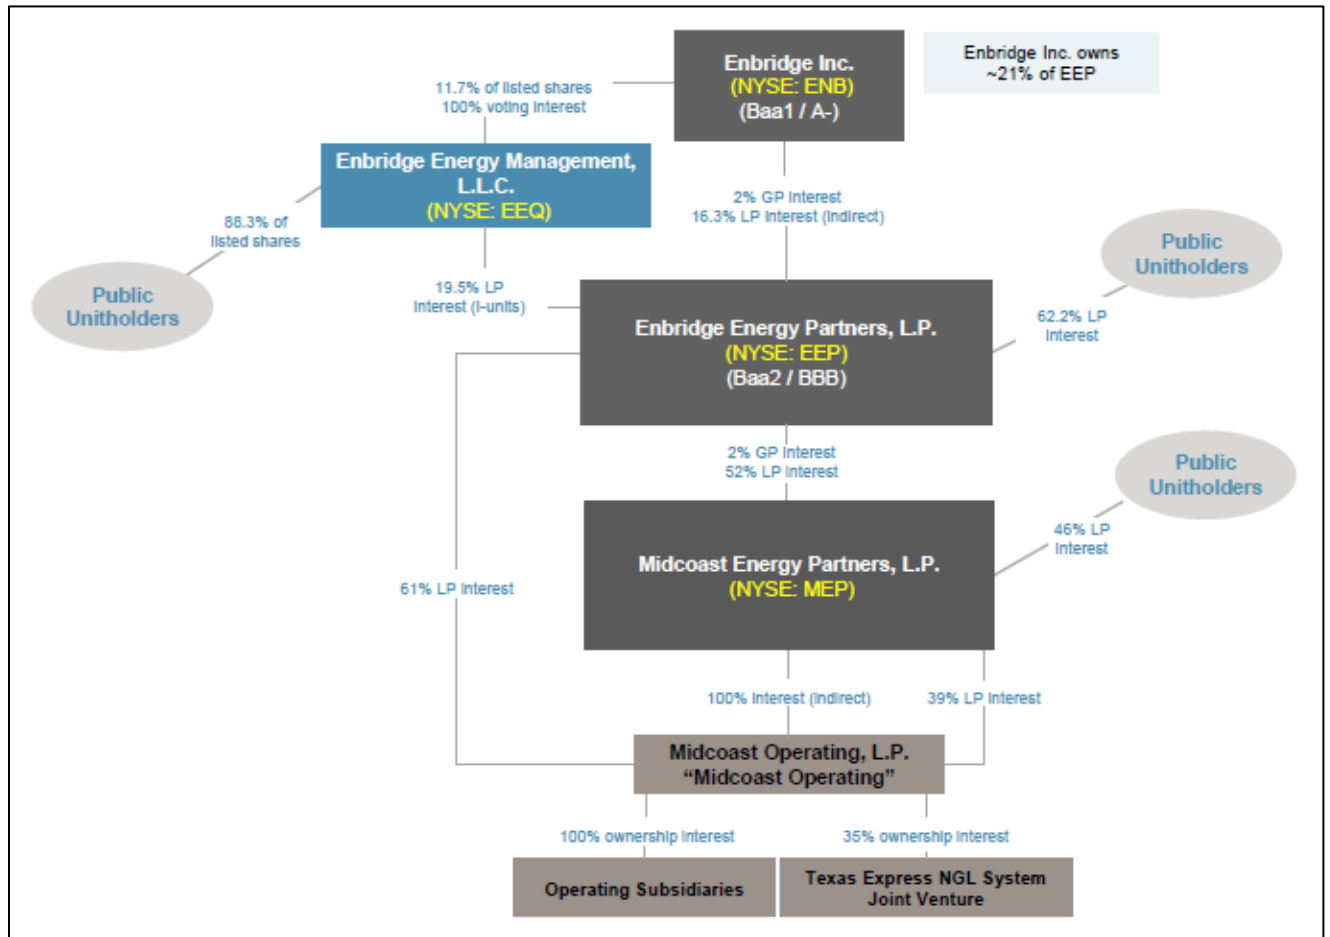 Enbridge Inc.
(NYSE: ENB)
(Baa1 / A-)
Enbridge Inc. owns
~21% of EEP
11.7% of listed shares
100% voting interest
Enbridge Energy Management,
L.L.C.
(NYSE: EEQ)
2% GP Interest
16.3% LP Interest (Indirect)
88.3% of
listed shares
Public
Unitholders
Public
Unitholders
19.5% LP
Interest (I-units)
Enbridge Energy Partners, L.P.
(NYSE: EEP)
(Baa2 / BBB)
62.2% LP
Interest
2% GP Interest
52% LP Interest
Public
Unitholders
Midcoast Energy Partners, L.P.
(NYSE: MEP)
46% LP
Interest
61% LP Interest
100% Interest (Indirect)
39% LP Interest
Midcoast Operating, L.P.
“Midcoast Operating”
100% ownership Interest
35% ownership Interest
Operating Subsidiaries
Texas Express NGL System
Joint Venture